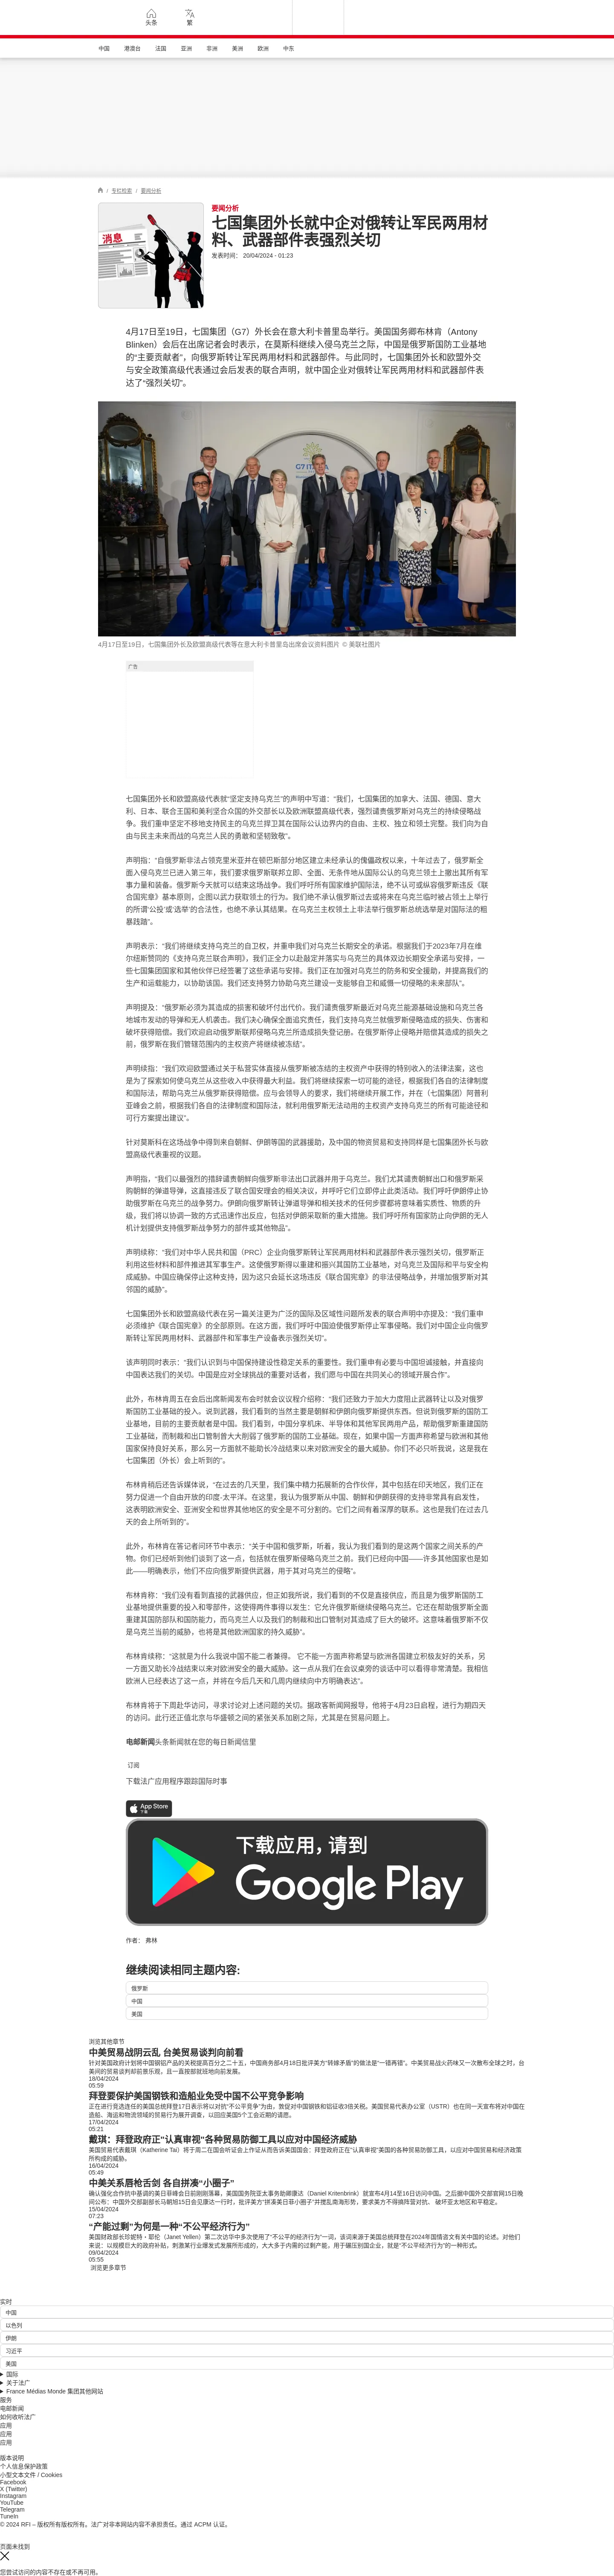 头条
繁
中国
港澳台
法国
亚洲
非洲
美洲
欧洲
中东
/ 专栏档案 / 要闻分析
消息
要闻分析
七国集团外长就中企对俄转让军民两用材
料、武器部件表强烈关切
发表时间： 20/04/2024 - 01:23
4月17日至19日，七国集团（G7）外长会在意大利卡普里岛举行。美国国务卿布林肯（Antony
Blinken）会后在出席记者会时表示，在莫斯科继续入侵乌克兰之际，中国是俄罗斯国防工业基地
的“主要贡献者”，向俄罗斯转让军民两用材料和武器部件。与此同时，七国集团外长和欧盟外交
与安全政策高级代表通过会后发表的联合声明，就中国企业对俄转让军民两用材料和武器部件表
达了“强烈关切”。
G7 ITALIA
4月17日至19日，七国集团外长及欧盟高级代表等在意大利卡普里岛出席会议资料图片 © 美联社图片
广告
七国集团外长和欧盟高级代表就“坚定支持乌克兰”的声明中写道：“我们，七国集团的加拿大、法国、德国、意大
利、日本、联合王国和美利坚合众国的外交部长以及欧洲联盟高级代表，强烈谴责俄罗斯对乌克兰的持续侵略战
争。我们重申坚定不移地支持民主的乌克兰捍卫其在国际公认边界内的自由、主权、独立和领土完整。我们向为自
由与民主未来而战的乌克兰人民的勇敢和坚韧致敬”。
声明指：“自俄罗斯非法占领克里米亚并在顿巴斯部分地区建立未经承认的傀儡政权以来，十年过去了，俄罗斯全
面入侵乌克兰已进入第三年，我们要求俄罗斯联邦立即、全面、无条件地从国际公认的乌克兰领土上撤出其所有军
事力量和装备。俄罗斯今天就可以结束这场战争。我们呼吁所有国家维护国际法，绝不认可或纵容俄罗斯违反《联
合国宪章》基本原则，企图以武力获取领土的行为。我们绝不承认俄罗斯过去或将来在乌克兰临时被占领土上举行
的所谓‘公投’或‘选举’的合法性，也绝不承认其结果。在乌克兰主权领土上非法举行俄罗斯总统选举是对国际法的粗
暴践踏”。
声明表示：“我们将继续支持乌克兰的自卫权，并重申我们对乌克兰长期安全的承诺。根据我们于2023年7月在维
尔纽斯赞同的《支持乌克兰联合声明》，我们正全力以赴敲定并落实与乌克兰的具体双边长期安全承诺与安排，一
些七国集团国家和其他伙伴已经签署了这些承诺与安排。我们正在加强对乌克兰的防务和安全援助，并提高我们的
生产和运载能力，以协助该国。我们还支持努力协助乌克兰建设一支能够自卫和威慑一切侵略的未来部队”。
声明提及：“俄罗斯必须为其造成的损害和破坏付出代价。我们谴责俄罗斯最近对乌克兰能源基础设施和乌克兰各
地城市发动的导弹和无人机袭击。我们决心确保全面追究责任，我们支持乌克兰就俄罗斯侵略造成的损失、伤害和
破坏获得赔偿。我们欢迎启动俄罗斯联邦侵略乌克兰所造成损失登记册。在俄罗斯停止侵略并赔偿其造成的损失之
前，俄罗斯在我们管辖范围内的主权资产将继续被冻结”。
声明续指：“我们欢迎欧盟通过关于私营实体直接从俄罗斯被冻结的主权资产中获得的特别收入的法律法案，这也
是为了探索如何使乌克兰从这些收入中获得最大利益。我们将继续探索一切可能的途径，根据我们各自的法律制度
和国际法，帮助乌克兰从俄罗斯获得赔偿。应与会领导人的要求，我们将继续开展工作，并在（七国集团）阿普利
亚峰会之前，根据我们各自的法律制度和国际法，就利用俄罗斯无法动用的主权资产支持乌克兰的所有可能途径和
可行方案提出建议”。
针对莫斯科在这场战争中得到来自朝鲜、伊朗等国的武器援助，及中国的物资贸易和支持同样是七国集团外长与欧
盟高级代表重视的议题。
声明指，“我们以最强烈的措辞谴责朝鲜向俄罗斯非法出口武器并用于乌克兰。我们尤其谴责朝鲜出口和俄罗斯采
购朝鲜的弹道导弹，这直接违反了联合国安理会的相关决议，并呼吁它们立即停止此类活动。我们呼吁伊朗停止协
助俄罗斯在乌克兰的战争努力。伊朗向俄罗斯转让弹道导弹和相关技术的任何步骤都将意味着实质性、物质的升
级，我们将以协调一致的方式迅速作出反应，包括对伊朗采取新的重大措施。我们呼吁所有国家防止向伊朗的无人
机计划提供支持俄罗斯战争努力的部件或其他物品”。
声明续称：“我们对中华人民共和国（PRC）企业向俄罗斯转让军民两用材料和武器部件表示强烈关切，俄罗斯正
利用这些材料和部件推进其军事生产。这使俄罗斯得以重建和振兴其国防工业基地，对乌克兰及国际和平与安全构
成威胁。中国应确保停止这种支持，因为这只会延长这场违反《联合国宪章》的非法侵略战争，并增加俄罗斯对其
邻国的威胁”。
七国集团外长和欧盟高级代表在另一篇关注更为广泛的国际及区域性问题所发表的联合声明中亦提及：“我们重申
必须维护《联合国宪章》的全部原则。在这方面，我们呼吁中国迫使俄罗斯停止军事侵略。我们对中国企业向俄罗
斯转让军民两用材料、武器部件和军事生产设备表示强烈关切”。
该声明同时表示：“我们认识到与中国保持建设性稳定关系的重要性。我们重申有必要与中国坦诚接触，并直接向
中国表达我们的关切。中国是应对全球挑战的重要对话者，我们愿与中国在共同关心的领域开展合作”。
此外，布林肯周五在会后出席新闻发布会时就会议议程介绍称：“我们还致力于加大力度阻止武器转让以及对俄罗
斯国防工业基础的投入。说到武器，我们看到的当然主要是朝鲜和伊朗向俄罗斯提供东西。但说到俄罗斯的国防工
业基地，目前的主要贡献者是中国。我们看到，中国分享机床、半导体和其他军民两用产品，帮助俄罗斯重建国防
工业基础，而制裁和出口管制曾大大削弱了俄罗斯的国防工业基础。现在，如果中国一方面声称希望与欧洲和其他
国家保持良好关系，那么另一方面就不能助长冷战结束以来对欧洲安全的最大威胁。你们不必只听我说，这是我在
七国集团（外长）会上听到的”。
布林肯稍后还告诉媒体说，“在过去的几天里，我们集中精力拓展新的合作伙伴，其中包括在印太地区，我们正在
努力促进一个自由开放的印度-太平洋。在这里，我认为俄罗斯从中国、朝鲜和伊朗获得的支持非常具有启发性，
这表明欧洲安全、亚洲安全和世界其他地区的安全是不可分割的。它们之间有着深厚的联系。这也是我们在过去几
天的会上所听到的”。
此外，布林肯在答记者问环节中表示：“关于中国和俄罗斯，听着，我认为我们看到的是这两个国家之间关系的产
物。你们已经听到他们谈到了这一点，包括就在俄罗斯侵略乌克兰之前。我们已经向中国——许多其他国家也是如
此——明确表示，他们不应向俄罗斯提供武器，用于其对乌克兰的侵略”。
布林肯称：“我们没有看到直接的武器供应，但正如我所说，我们看到的不仅是直接供应，而且是为俄罗斯国防工
业基地提供重要的投入和零部件，这使得两件事得以发生：它允许俄罗斯继续侵略乌克兰。它还在帮助俄罗斯全面
重建其国防部队和国防能力，而乌克兰人以及我们的制裁和出口管制对其造成了巨大的破坏。这意味着俄罗斯不仅
是乌克兰当前的威胁，也将是其他欧洲国家的持久威胁”。
布林肯续称：“这就是为什么我说中国不能二者兼得。 它不能一方面声称希望与欧洲各国建立积极友好的关系，另
一方面又助长冷战结束以来对欧洲安全的最大威胁。这一点从我们在会议桌旁的谈话中可以看得非常清楚。我相信
欧洲人已经表达了这一点，并将在今后几天和几周内继续向中方明确表达”。
布林肯将于下周赴华访问，寻求讨论对上述问题的关切。据政客新闻网报导，他将于4月23日启程，进行为期四天
的访问。此行还正值北京与华盛顿之间的紧张关系加剧之际，尤其是在贸易问题上。
电邮新闻头条新闻就在您的每日新闻信里
订阅
下载法广应用程序跟踪国际时事
App Store
下载
下载应用，请到
Google Play
作者： 弗林
继续阅读相同主题内容:
俄罗斯
中国
美国
浏览其他章节
中美贸易战阴云乱 台美贸易谈判向前看
针对美国政府计划将中国钢铝产品的关税提高百分之二十五，中国商务部4月18日批评美方“转嫁矛盾”的做法是“一错再错”。中美贸易战火药味又一次散布全球之时，台
美间的贸易谈判却前景乐观，且一直按部就班地向前发展。
18/04/2024
05:59
拜登要保护美国钢铁和造船业免受中国不公平竞争影响
正在进行竞选连任的美国总统拜登17日表示将以对抗“不公平竞争”为由，敦促对中国钢铁和铝征收3倍关税。美国贸易代表办公室（USTR）也在同一天宣布将对中国在
造船、海运和物流领域的贸易行为展开调查，以回应美国5个工会近期的请愿。
17/04/2024
05:21
戴琪：拜登政府正"认真审视"各种贸易防御工具以应对中国经济威胁
美国贸易代表戴琪（Katherine Tai）将于周二在国会听证会上作证从而告诉美国国会：拜登政府正在"认真审视"美国的各种贸易防御工具，以应对中国贸易和经济政策
所构成的威胁。
16/04/2024
05:49
中美关系唇枪舌剑 各自拼凑“小圈子”
确认强化合作抗中基调的美日菲峰会日前刚刚落幕，美国国务院亚太事务助卿康达（Daniel Kritenbrink）就宣布4月14至16日访问中国。之后据中国外交部官网15日晚
间公布：中国外交部副部长马朝旭15日会见康达一行时，批评美方“拼凑美日菲小圈子”并搅乱南海形势，要求美方不得搞阵营对抗、 破坏亚太地区和平稳定。
15/04/2024
07:23
“产能过剩”为何是一种“不公平经济行为”
美国财政部长珍妮特・耶伦（Janet Yellen）第二次访华中多次使用了“不公平的经济行为”一词，该词来源于美国总统拜登在2024年国情咨文有关中国的论述。对他们
来说：以规模巨大的政府补贴，刺激某行业爆发式发展所形成的，大大多于内需的过剩产能，用于碾压别国企业，就是“不公平经济行为”的一种形式。
09/04/2024
05:55
浏览更多章节
实时
中国
以色列
伊朗
习近平
美国
国际
关于法广
France Médias Monde 集团其他网站
服务
电邮新闻
如何收听法广
应用
应用
应用
版本说明
个人信息保护政策
小型文本文件 / Cookies
Facebook
X (Twitter)
Instagram
YouTube
Telegram
TuneIn
© 2024 RFI – 版权所有版权所有。法广对非本网站内容不承担责任。通过 ACPM 认证。
页面未找到
您尝试访问的内容不存在或不再可用。